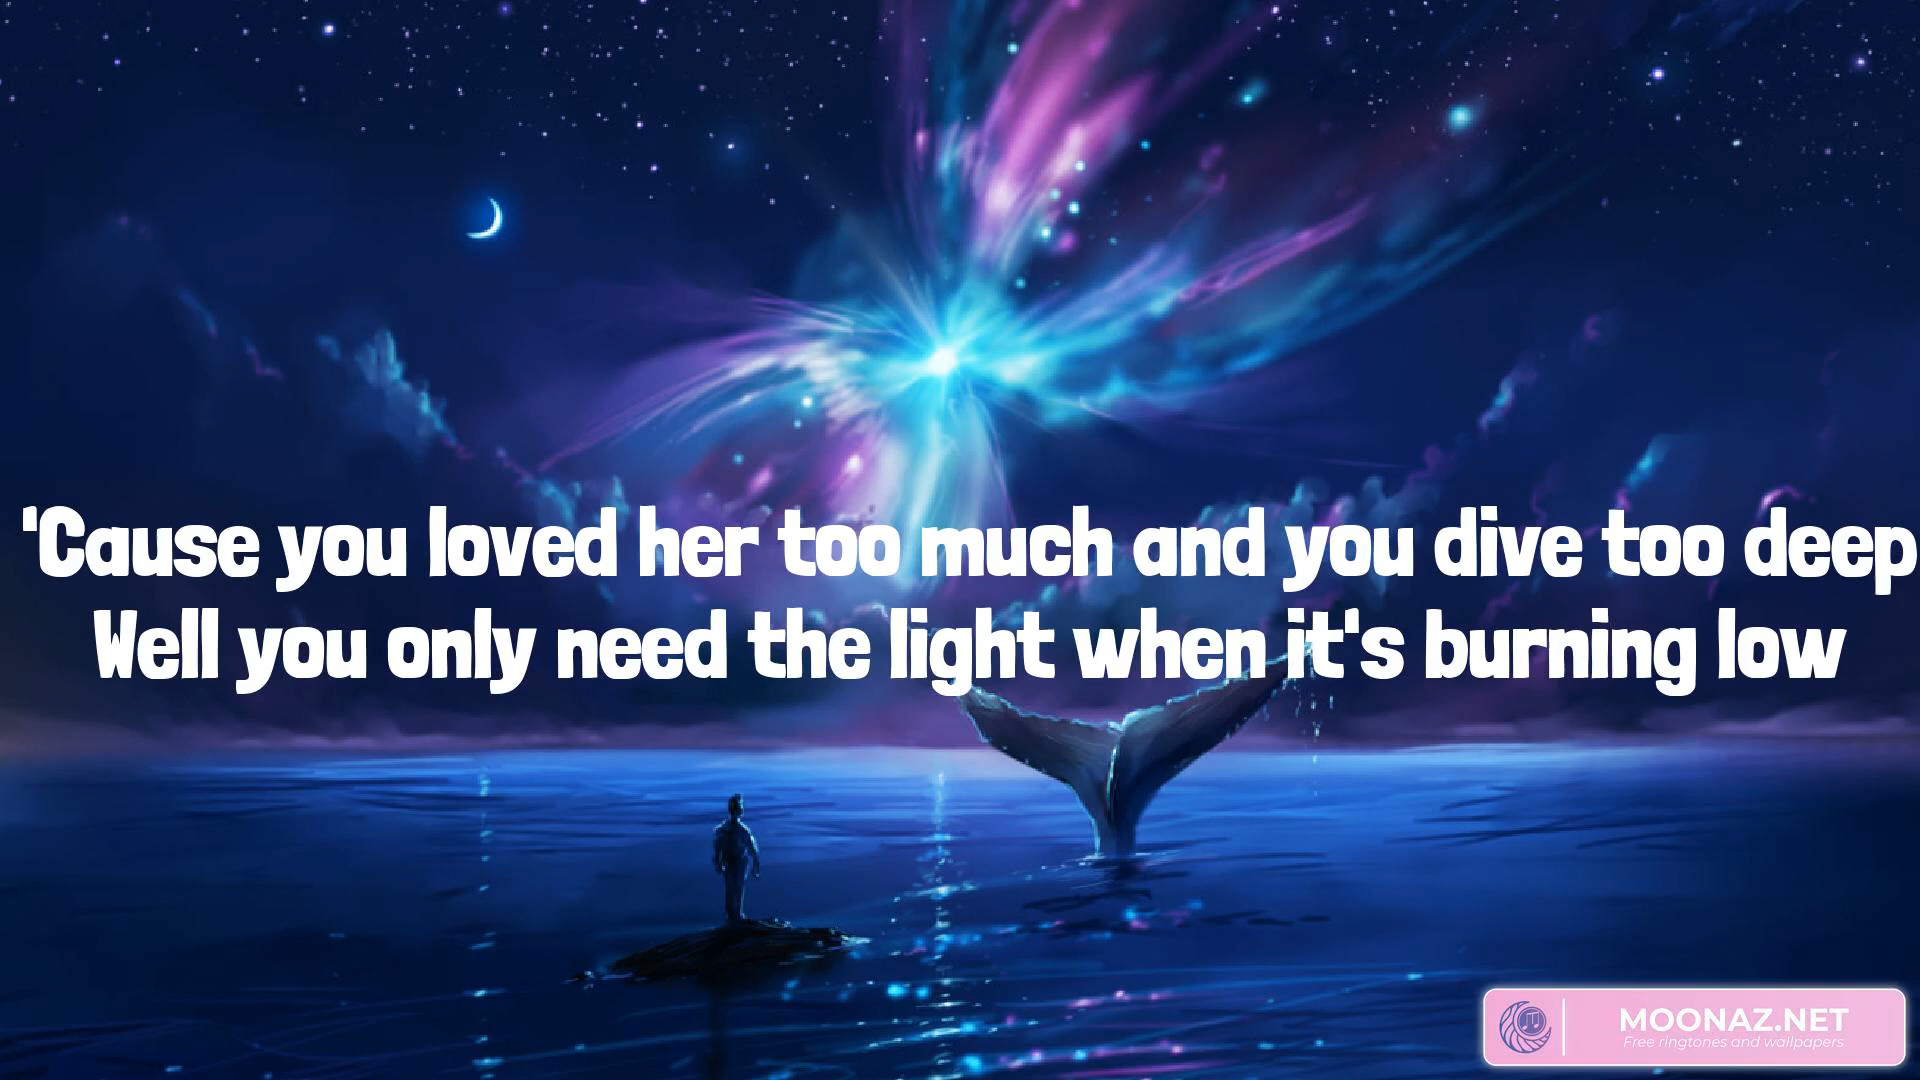 'Cause you loved her too much and you dive too deep
Well you only need the light when it's burning low
MOONAZ.NET
Free ringtones and wallpapers